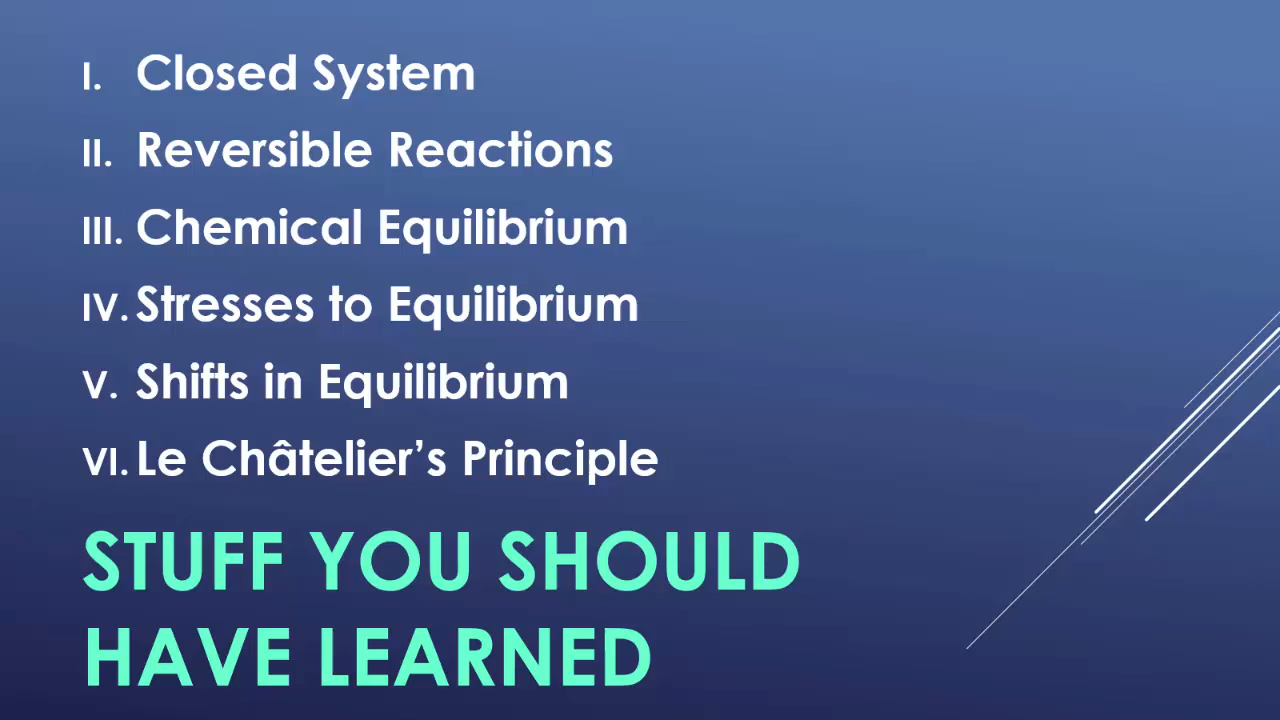 I. Closed System
II. Reversible Reactions
III. Chemical Equilibrium
IV. Stresses to Equilibrium
V. Shifts in Equilibrium
VI. Le Châtelier’s Principle
STUFF YOU SHOULD
HAVE LEARNED